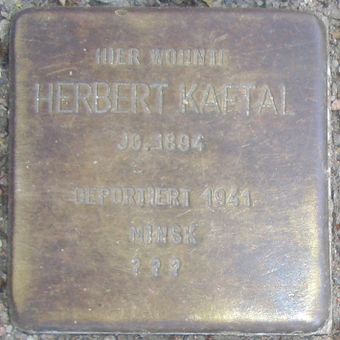 HIER WOHNTE
HERBERT KAFTAL
JG. 1894
DEPORTIERT 1941
MINSK
? ? ?